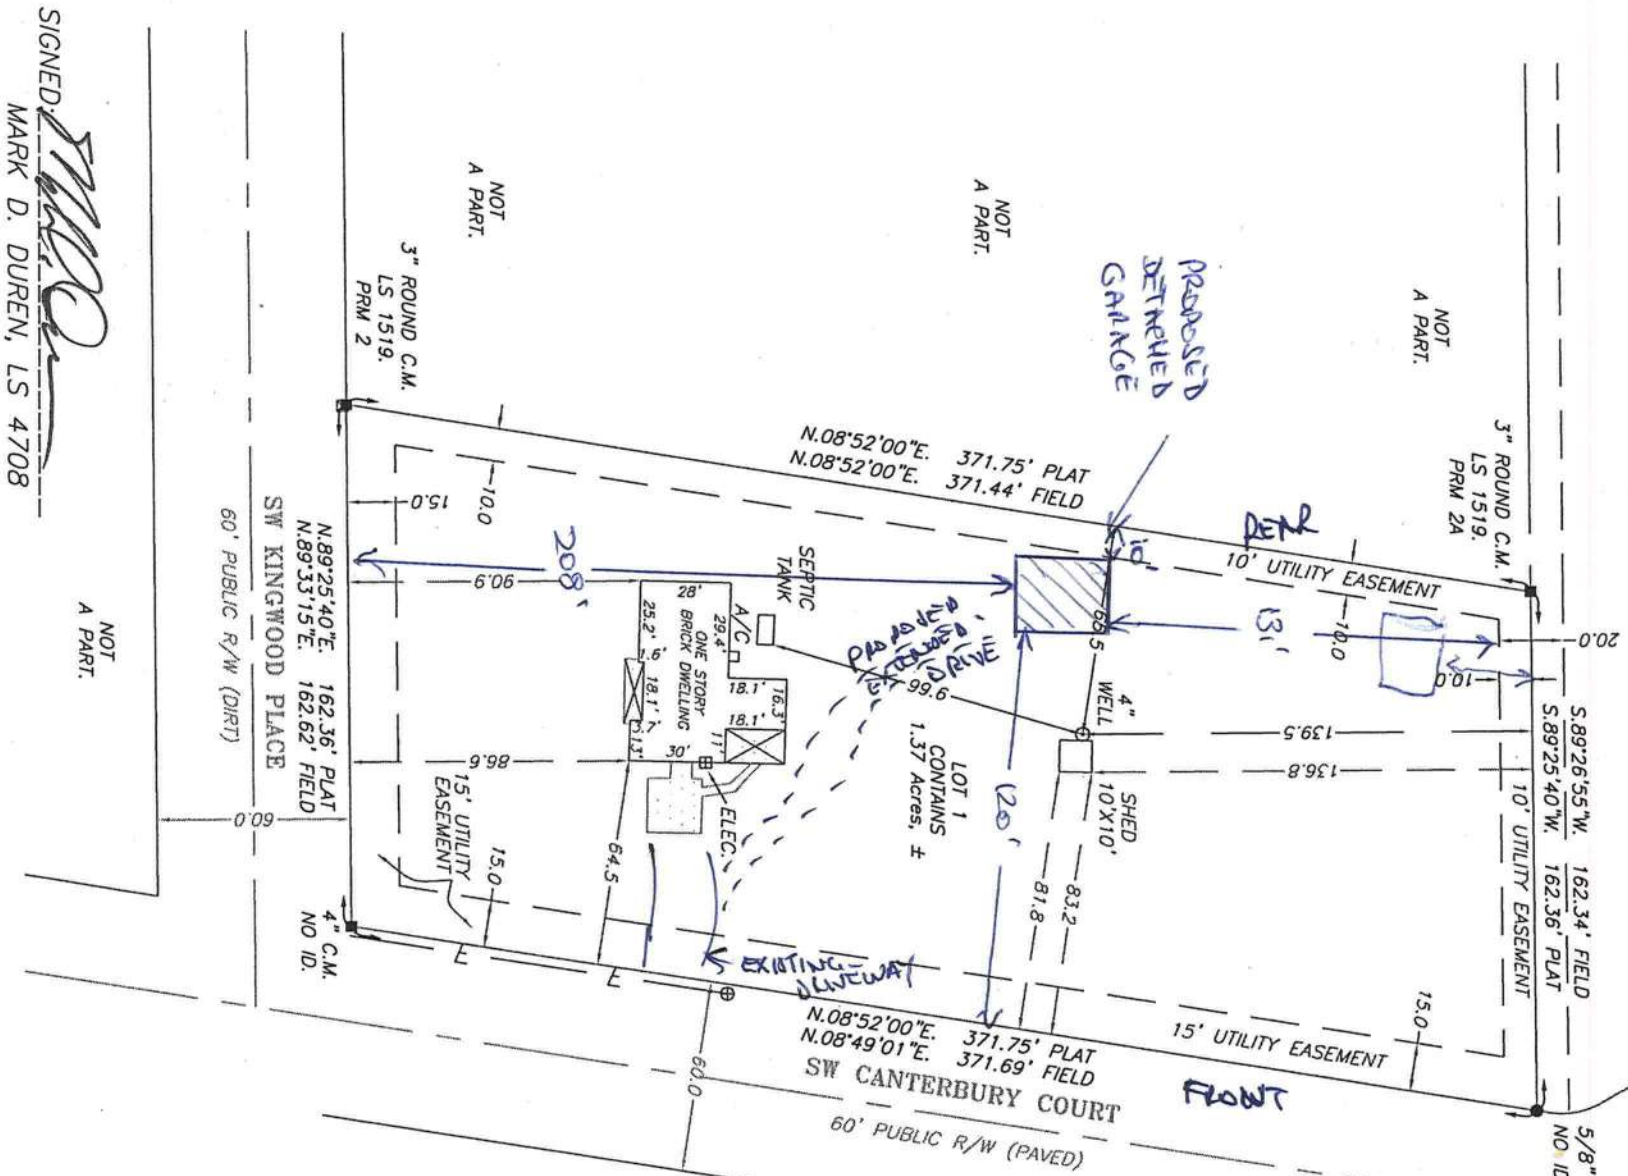 SIGNED:
MARK D. DUREN, LS 4708
NOT
A PART.
NOT
A PART.
NOT
A PART.
NOT
A PART.
3" ROUND C.M.
LS 1519.
PRM 2
3" ROUND C.M.
LS 1519.
PRM 2A
PROPOSED
DETACHED
GARAGE
N.08°52'00"E. 371.75' PLAT
N.08°52'00"E. 371.44' FIELD
REAR
10' UTILITY EASEMENT
10'
10.0
15.0
10.0
20.0
10.0
S.89°26'55"W. 162.34' FIELD
S.89°25'40"W. 162.36' PLAT
10' UTILITY EASEMENT
208'
131'
90.9
SEPTIC
TANK
A/C
28'
29.4'
25.2'
1.6'
18.1'
18.1'
16.3'
18.1'
11'
30'
13'
ONE STORY
BRICK DWELLING
PROPOSED
DRIVE
99.6
4"
WELL
139.5
136.8
SHED
10'X10'
LOT 1
CONTAINS
1.37 Acres, ±
120'
83.2
81.8
ELEC.
86.6
64.5
15' UTILITY
EASEMENT
15.0
N.89°25'40"E. 162.36' PLAT
N.89°33'15"E. 162.62' FIELD
SW KINGWOOD PLACE
60' PUBLIC R/W (DIRT)
60.0
4" C.M.
NO ID.
EXISTING
DRIVEWAY
N.08°52'00"E. 371.75' PLAT
N.08°49'01"E. 371.69' FIELD
SW CANTERBURY COURT
60' PUBLIC R/W (PAVED)
60.0
15' UTILITY EASEMENT
15.0
FRONT
5/8"
NO ID